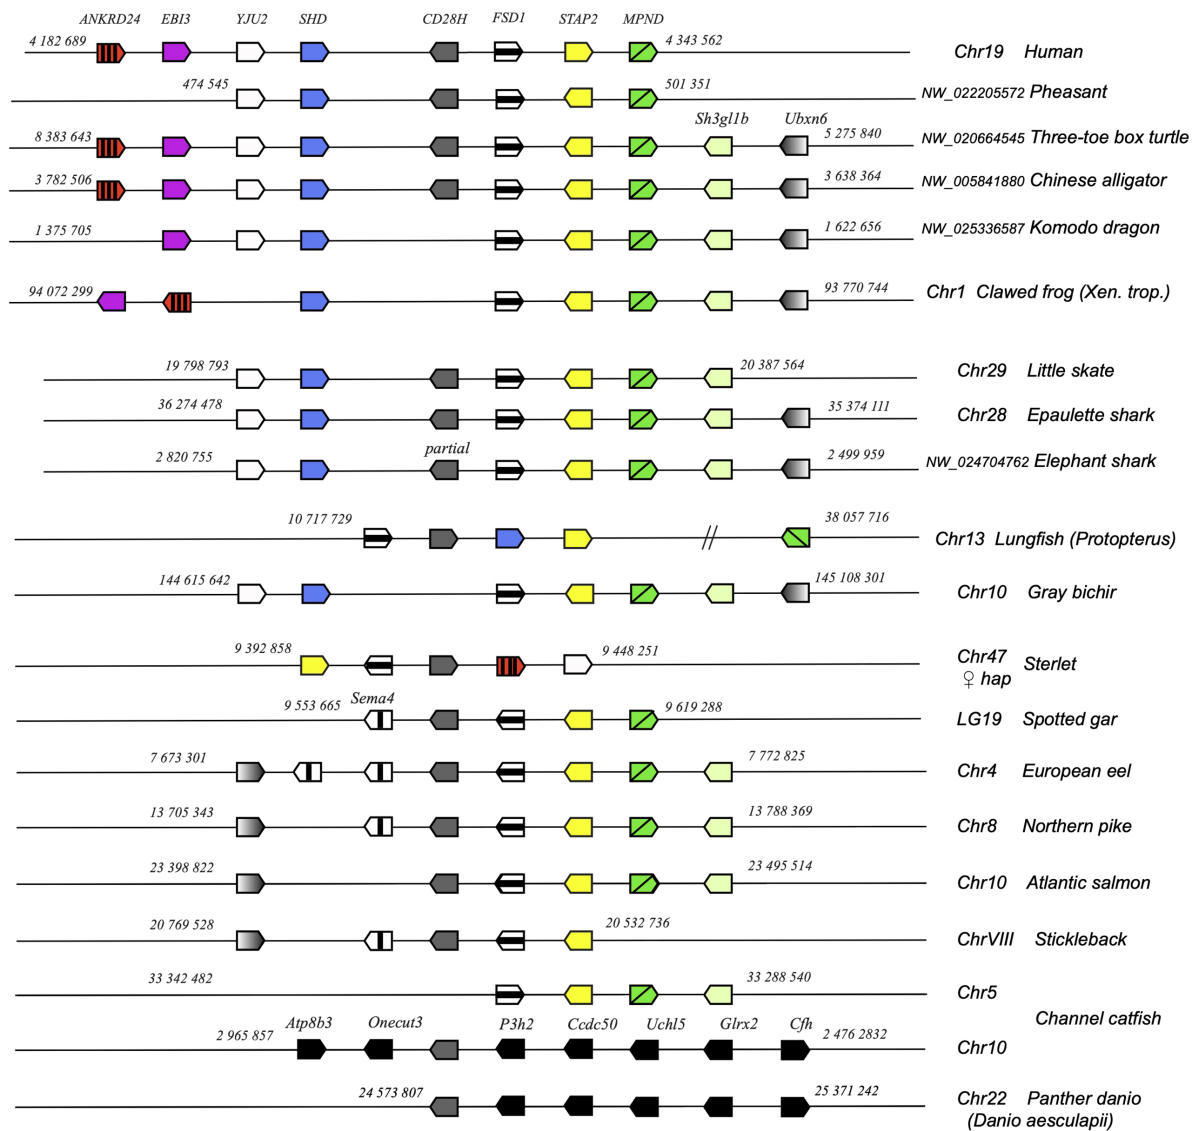 ANKRD24 EBI3 YJU2 SHD CD28H FSD1 STAP2 MPND
4 182 689 4 343 562 Chr19 Human
474 545 501 351 NW_022205572 Pheasant
Sh3gl1b Ubxn6
8 383 643 5 275 840 NW_020664545 Three-toe box turtle
3 782 506 3 638 364 NW_005841880 Chinese alligator
1 375 705 1 622 656 NW_025336587 Komodo dragon
94 072 299 93 770 744 Chr1 Clawed frog (Xen. trop.)
19 798 793 20 387 564 Chr29 Little skate
36 274 478 35 374 111 Chr28 Epaulette shark
partial
2 820 755 2 499 959 NW_024704762 Elephant shark
10 717 729 // 38 057 716 Chr13 Lungfish (Protopterus)
144 615 642 145 108 301 Chr10 Gray bichir
9 392 858 9 448 251 Chr47 Sterlet
♀ hap
Sema4
9 553 665 9 619 288 LG19 Spotted gar
7 673 301 7 772 825 Chr4 European eel
13 705 343 13 788 369 Chr8 Northern pike
23 398 822 23 495 514 Chr10 Atlantic salmon
20 769 528 20 532 736 ChrVIII Stickleback
33 342 482 33 288 540 Chr5
Channel catfish
Atp8b3 Onecut3 P3h2 Ccdc50 Uchl5 Glrx2 Cfh
2 965 857 2 476 2832 Chr10
24 573 807 25 371 242 Chr22 Panther danio
(Danio aesculapii)